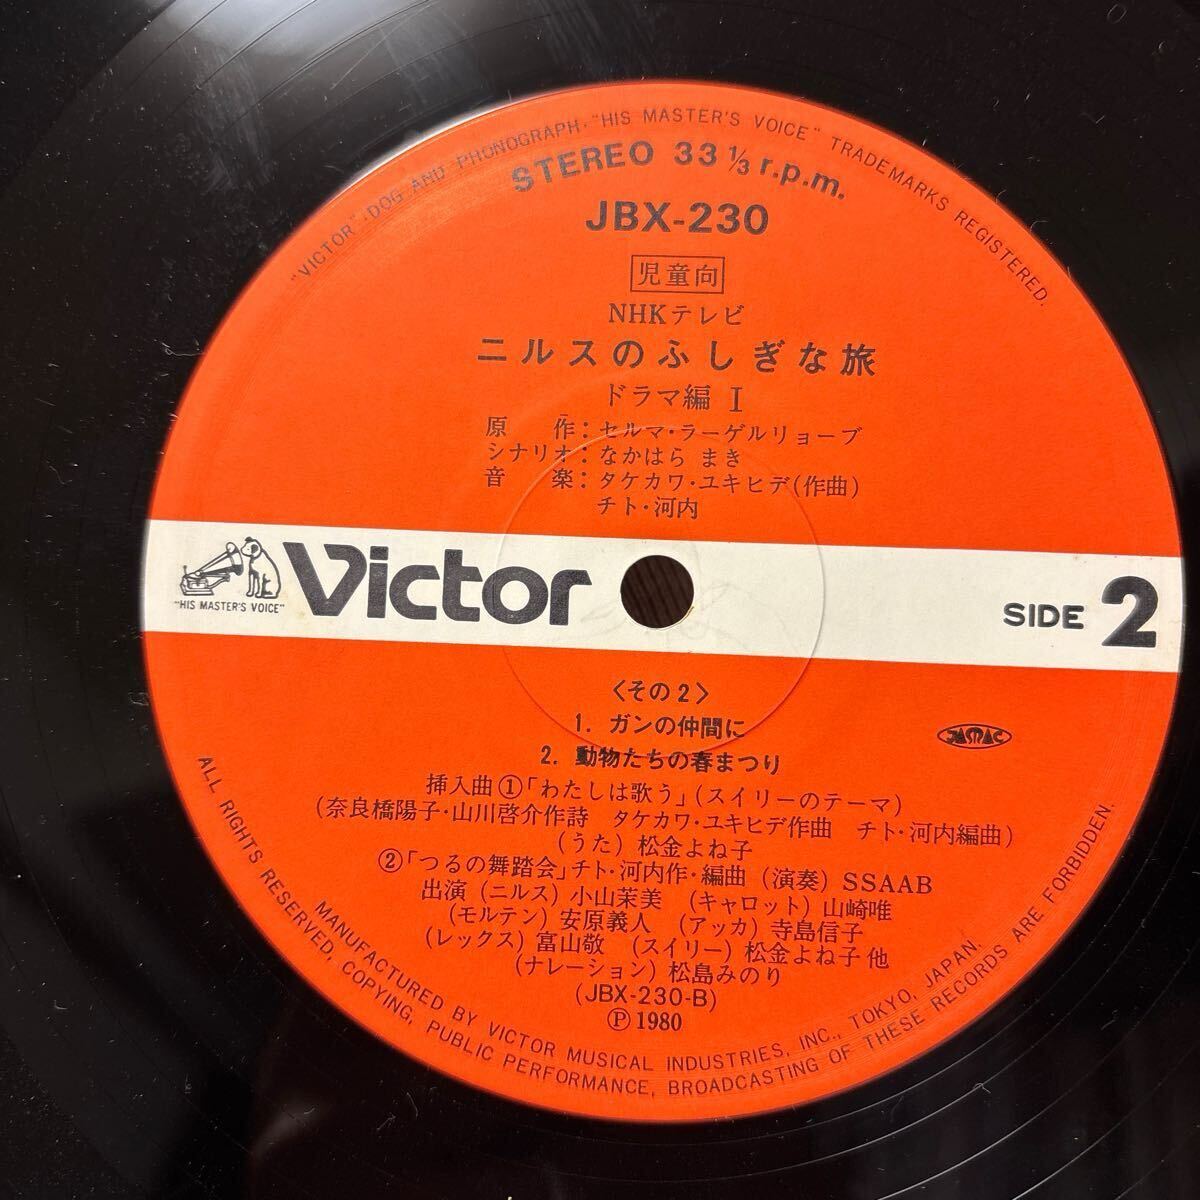 "VICTOR", DOG AND PHONOGRAPH, "HIS MASTER'S VOICE" TRADEMARKS REGISTERED.
STEREO 33 1/3 r.p.m.
JBX-230
児童向
NHKテレビ
ニルスのふしぎな旅
ドラマ編 I
原 作:セルマ・ラーゲルリョーブ
シナリオ:なかはら まき
音 楽:タケカワ・ユキヒデ(作曲)
チト・河内
"HIS MASTER'S VOICE"
Victor
SIDE 2
〈その2〉
1. ガンの仲間に
2. 動物たちの春まつり
JASRAC
挿入曲①「わたしは歌う」(スイリーのテーマ)
(奈良橋陽子・山川啓介作詩 タケカワ・ユキヒデ作曲 チト・河内編曲)
(うた) 松金よね子
②「つるの舞踏会」チト・河内作・編曲 (演奏) SSAAB
出演 (ニルス) 小山茉美 (キャロット) 山崎唯
(モルテン) 安原義人 (アッカ) 寺島信子
(レックス) 富山敬 (スイリー) 松金よね子 他
(ナレーション) 松島みのり
(JBX-230-B)
Ⓟ 1980
MANUFACTURED BY VICTOR MUSICAL INDUSTRIES, INC., TOKYO, JAPAN.
ALL RIGHTS RESERVED, COPYING, PUBLIC PERFORMANCE, BROADCASTING OF THESE RECORDS ARE FORBIDDEN.